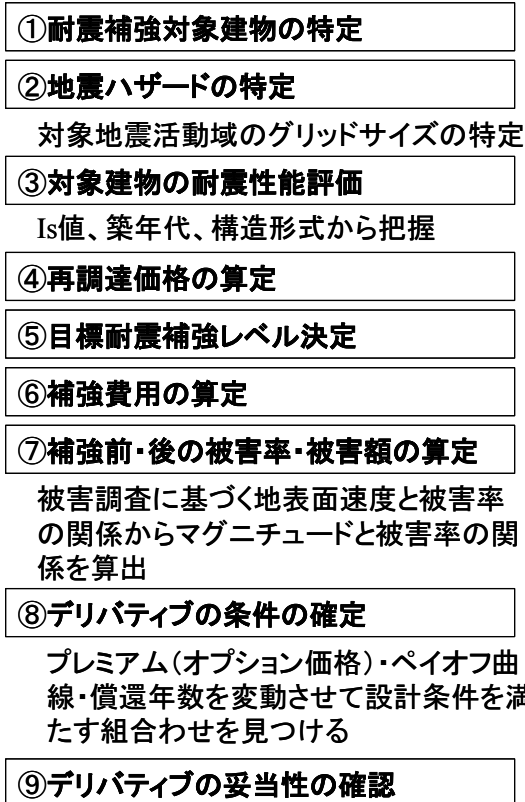 ①耐震補強対象建物の特定
②地震ハザードの特定
対象地震活動域のグリッドサイズの特定
③対象建物の耐震性能評価
Is値、築年代、構造形式から把握
④再調達価格の算定
⑤目標耐震補強レベル決定
⑥補強費用の算定
⑦補強前・後の被害率・被害額の算定
被害調査に基づく地表面速度と被害率
の関係からマグニチュードと被害率の関
係を算出
⑧デリバティブの条件の確定
プレミアム(オプション価格)・ペイオフ曲
線・償還年数を変動させて設計条件を満
たす組合わせを見つける
⑨デリバティブの妥当性の確認